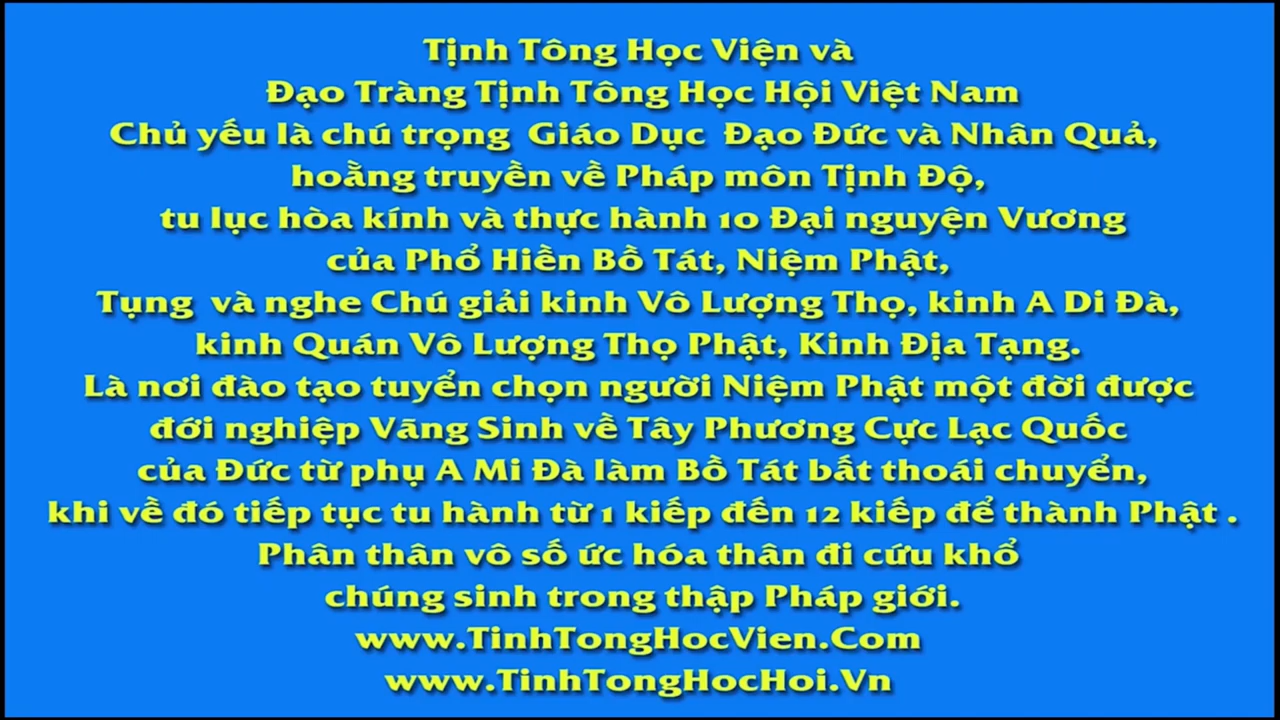 Tịnh Tông Học Viện và
Đạo Tràng Tịnh Tông Học Hội Việt Nam
Chủ yếu là chú trọng Giáo Dục Đạo Đức và Nhân Quả,
hoằng truyền về Pháp môn Tịnh Độ,
tu lục hòa kính và thực hành 10 Đại nguyện Vương
của Phổ Hiền Bồ Tát, Niệm Phật,
Tụng và nghe Chú giải kinh Vô Lượng Thọ, kinh A Di Đà,
kinh Quán Vô Lượng Thọ Phật, Kinh Địa Tạng.
Là nơi đào tạo tuyển chọn người Niệm Phật một đời được
đới nghiệp Vãng Sinh về Tây Phương Cực Lạc Quốc
của Đức từ phụ A Mi Đà làm Bồ Tát bất thoái chuyển,
khi về đó tiếp tục tu hành từ 1 kiếp đến 12 kiếp để thành Phật .
Phân thân vô số ức hóa thân đi cứu khổ
chúng sinh trong thập Pháp giới.
www.TinhTongHocVien.Com
www.TinhTongHocHoi.Vn